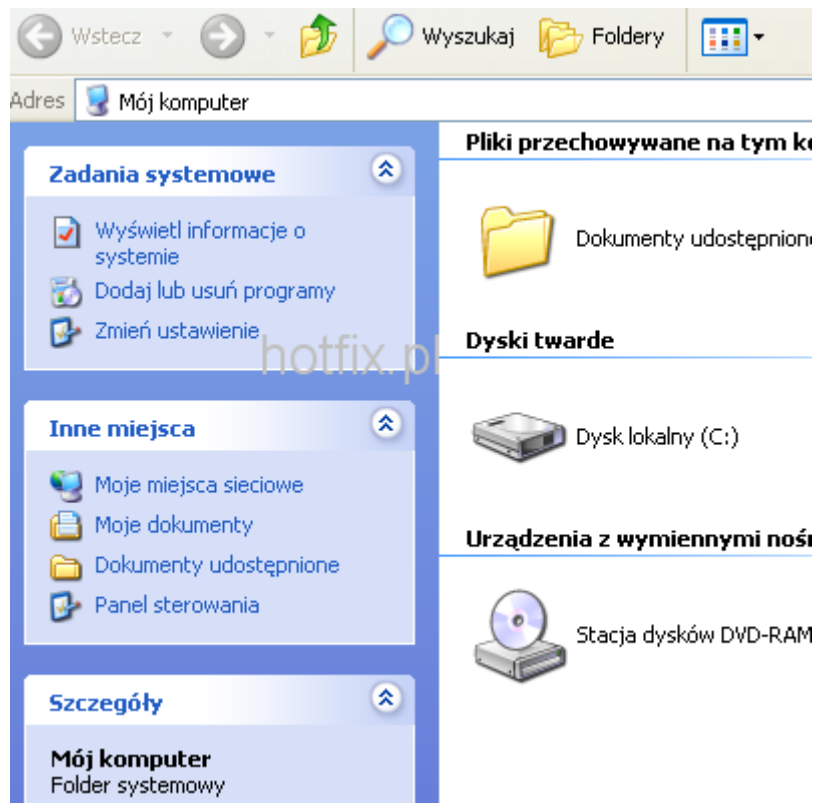 Wstecz
Wyszukaj
Foldery
Adres
Mój komputer
Zadania systemowe
Wyświetl informacje o
systemie
Dodaj lub usuń programy
Zmień ustawienie
hotfix.pl
Inne miejsca
Moje miejsca sieciowe
Moje dokumenty
Dokumenty udostępnione
Panel sterowania
Szczegóły
Mój komputer
Folder systemowy
Pliki przechowywane na tym
Dokumenty
Dyski twarde
Dysk lokalny (C:)
Urządzenia z wymiennymi
Stacja dysków DVD-RAM